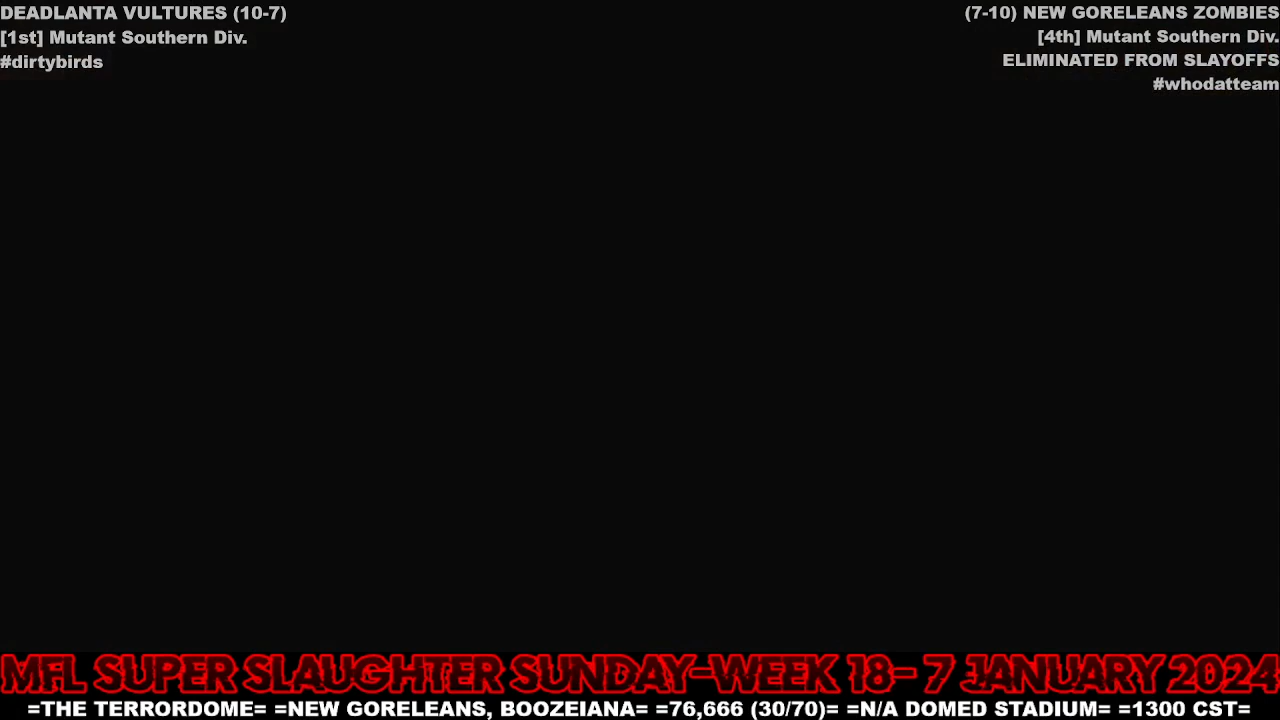 DEADLANTA VULTURES (10-7)
[1st] Mutant Southern Div.
#dirtybirds
(7-10) NEW GORELEANS ZOMBIES
[4th] Mutant Southern Div.
ELIMINATED FROM SLAYOFFS
#whodatteam
MFL SUPER SLAUGHTER SUNDAY-WEEK 18- 7 JANUARY 2024
=THE TERRORDOME= =NEW GORELEANS, BOOZEIANA= =76,666 (30/70)= =N/A DOMED STADIUM= =1300 CST=